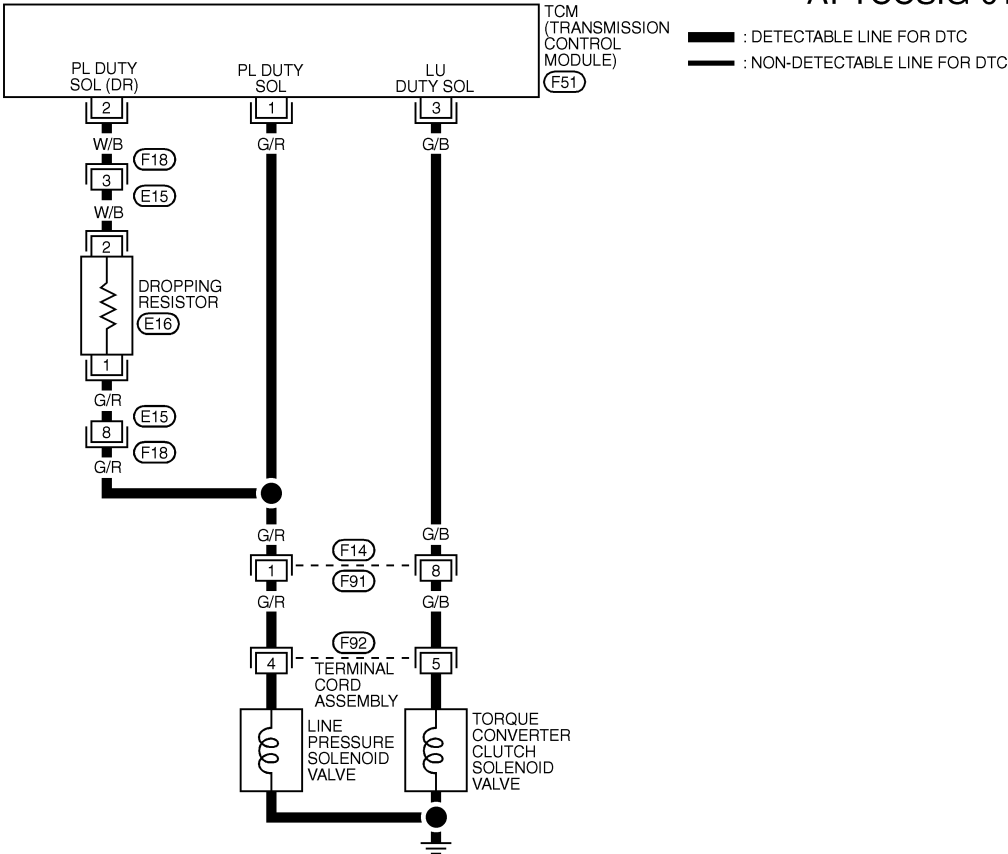 TCM
(TRANSMISSION
CONTROL
MODULE)
F51
: DETECTABLE LINE FOR DTC
: NON-DETECTABLE LINE FOR DTC
PL DUTY
SOL (DR)
PL DUTY
SOL
LU
DUTY SOL
2
1
3
W/B
G/R
G/B
F18
3
E15
W/B
2
DROPPING
RESISTOR
E16
1
G/R
E15
8
F18
G/R
G/R
G/B
F14
1
8
F91
G/R
G/B
F92
4
5
TERMINAL
CORD
ASSEMBLY
LINE
PRESSURE
SOLENOID
VALVE
TORQUE
CONVERTER
CLUTCH
SOLENOID
VALVE